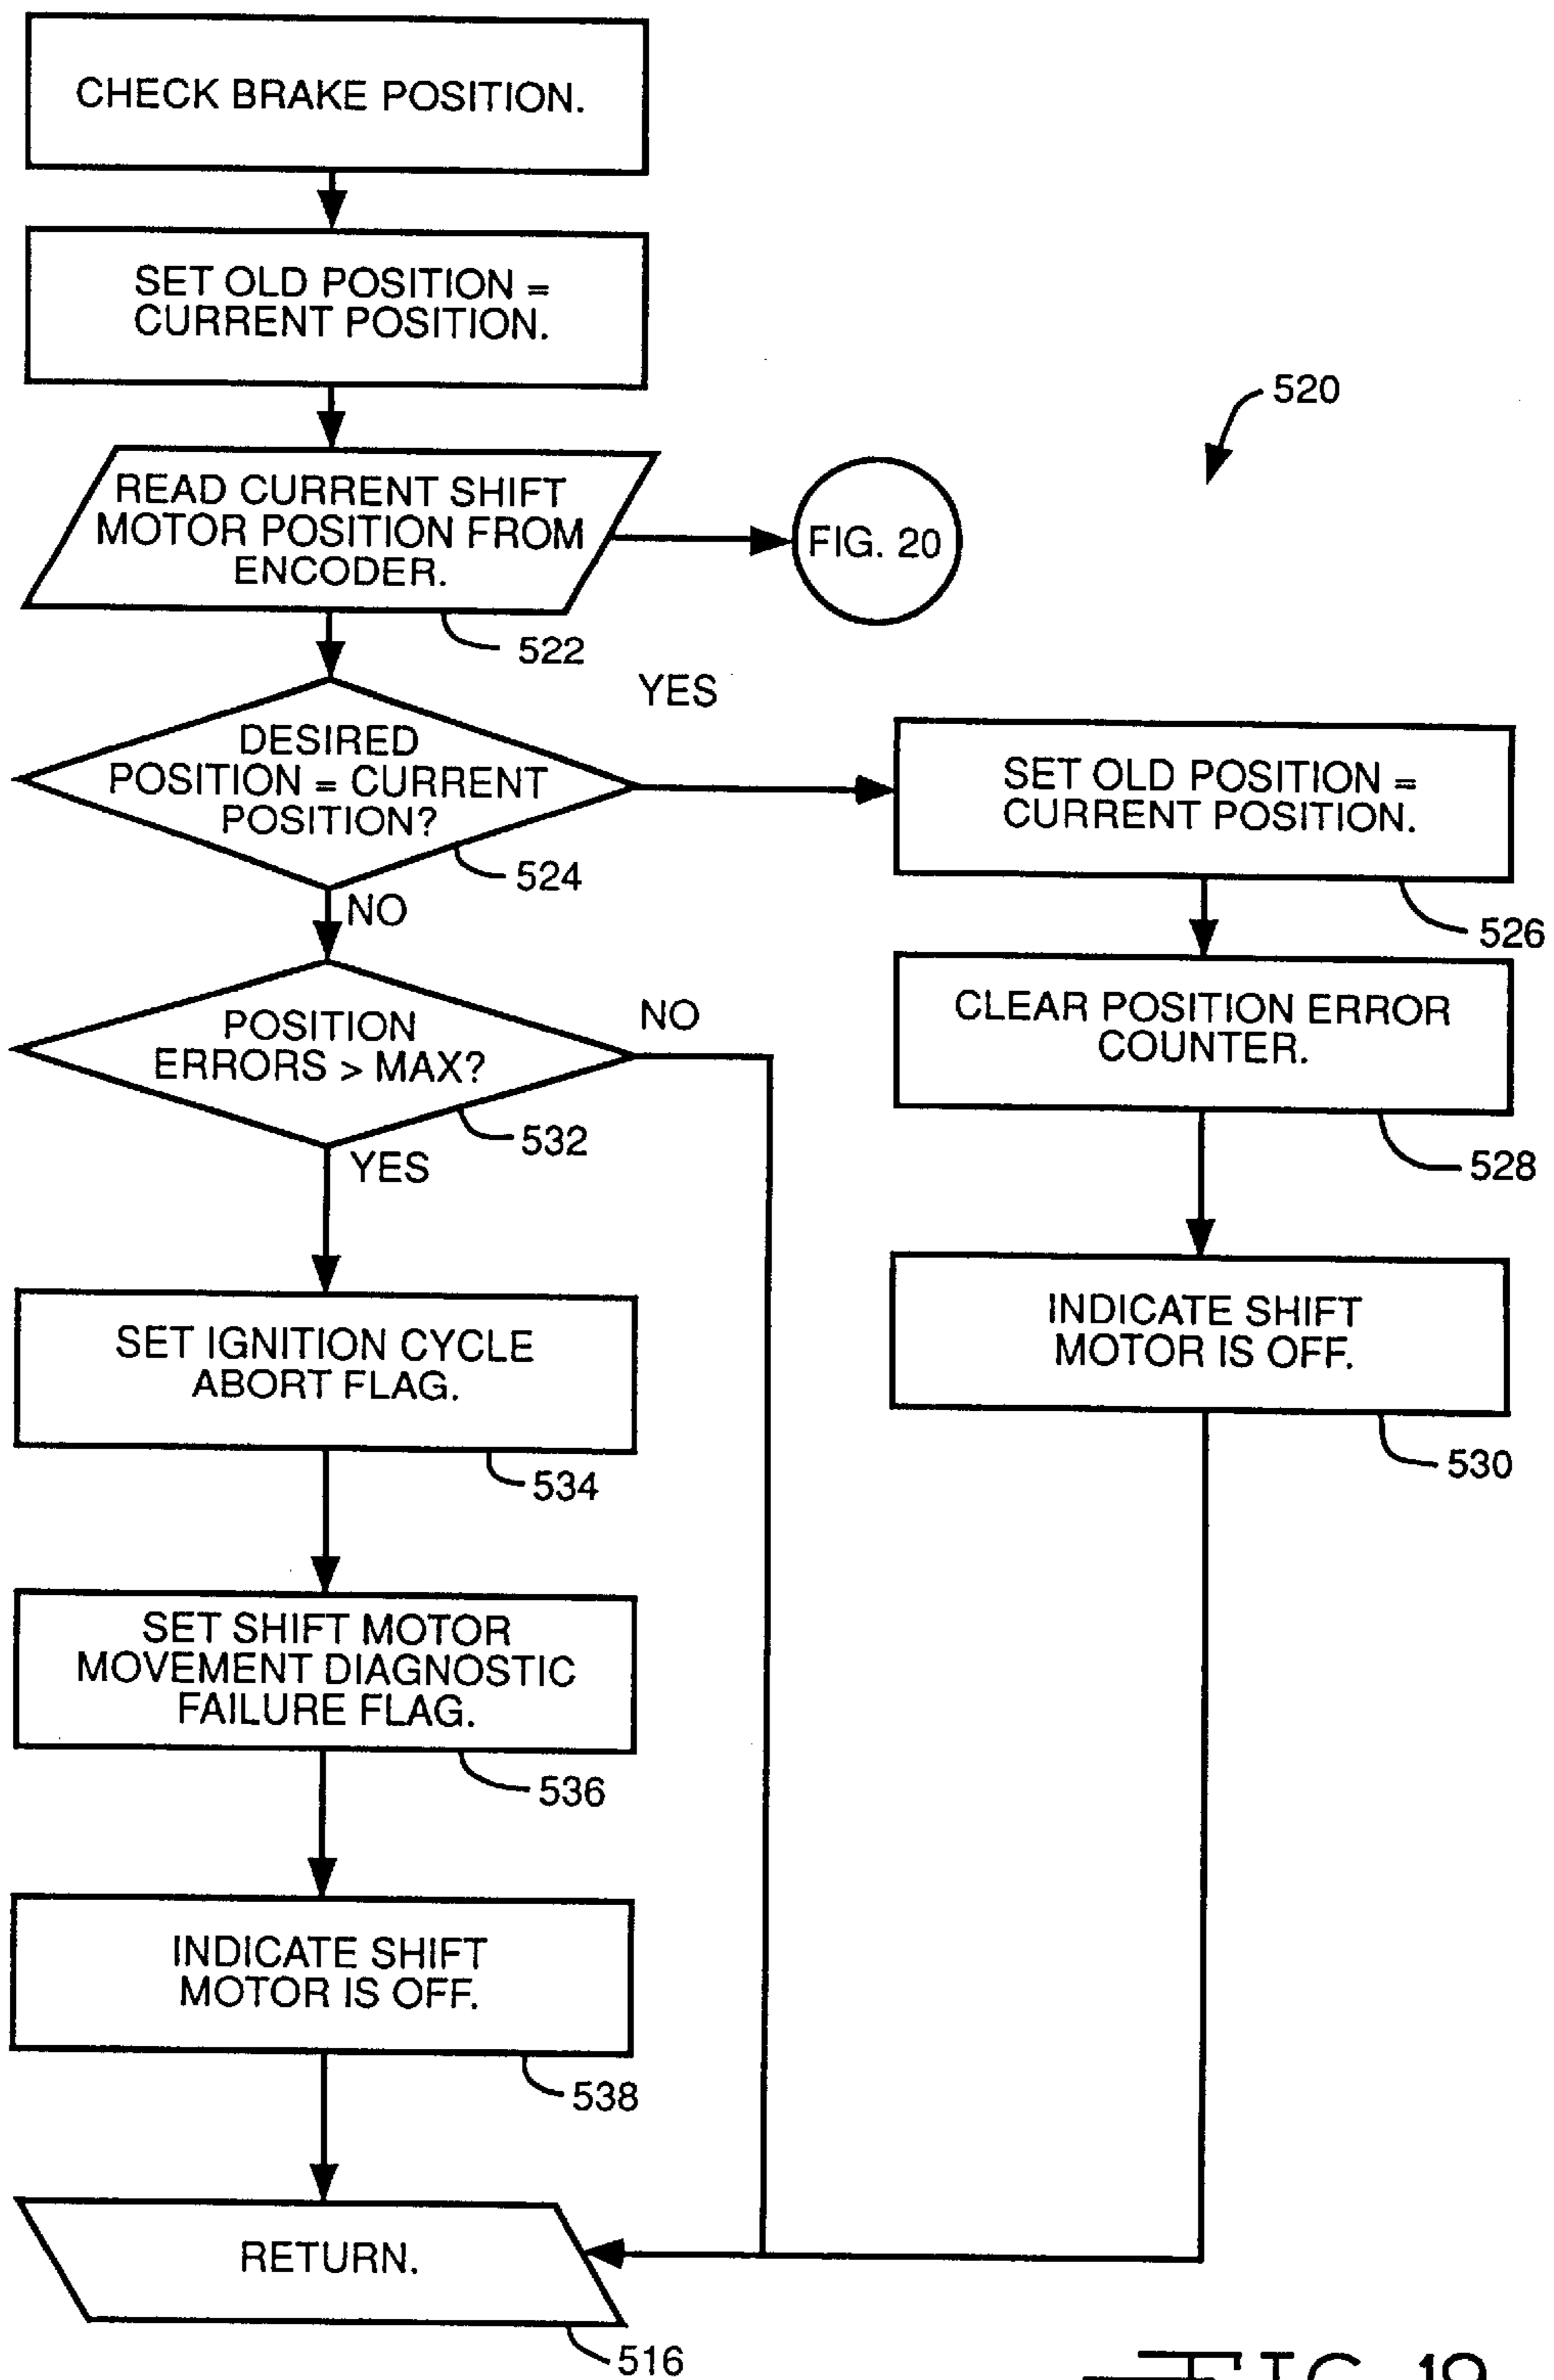 CHECK BRAKE POSITION.
SET OLD POSITION =
CURRENT POSITION.
520
READ CURRENT SHIFT
MOTOR POSITION FROM
ENCODER.
FIG. 20
522
YES
DESIRED
POSITION = CURRENT
POSITION?
524
SET OLD POSITION =
CURRENT POSITION.
526
NO
POSITION
ERRORS > MAX?
NO
532
CLEAR POSITION ERROR
COUNTER.
528
YES
SET IGNITION CYCLE
ABORT FLAG.
534
INDICATE SHIFT
MOTOR IS OFF.
530
SET SHIFT MOTOR
MOVEMENT DIAGNOSTIC
FAILURE FLAG.
536
INDICATE SHIFT
MOTOR IS OFF.
538
RETURN.
516
FIG. 19